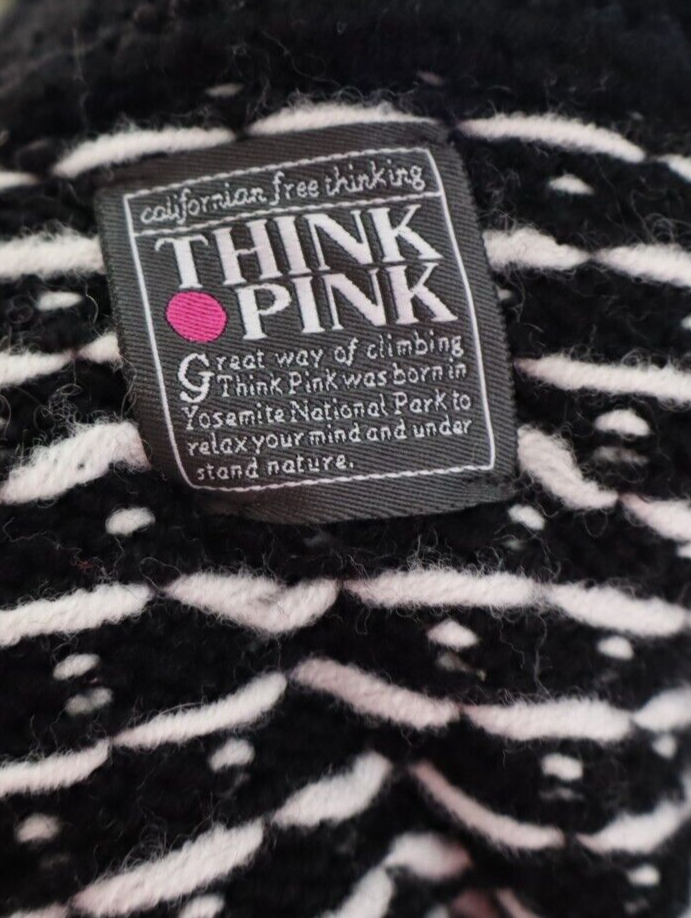 californian free thinking
THINK
PINK
Great way of climbing
Think Pink was born in
Yosemite National Park to
relax your mind and under
stand nature.